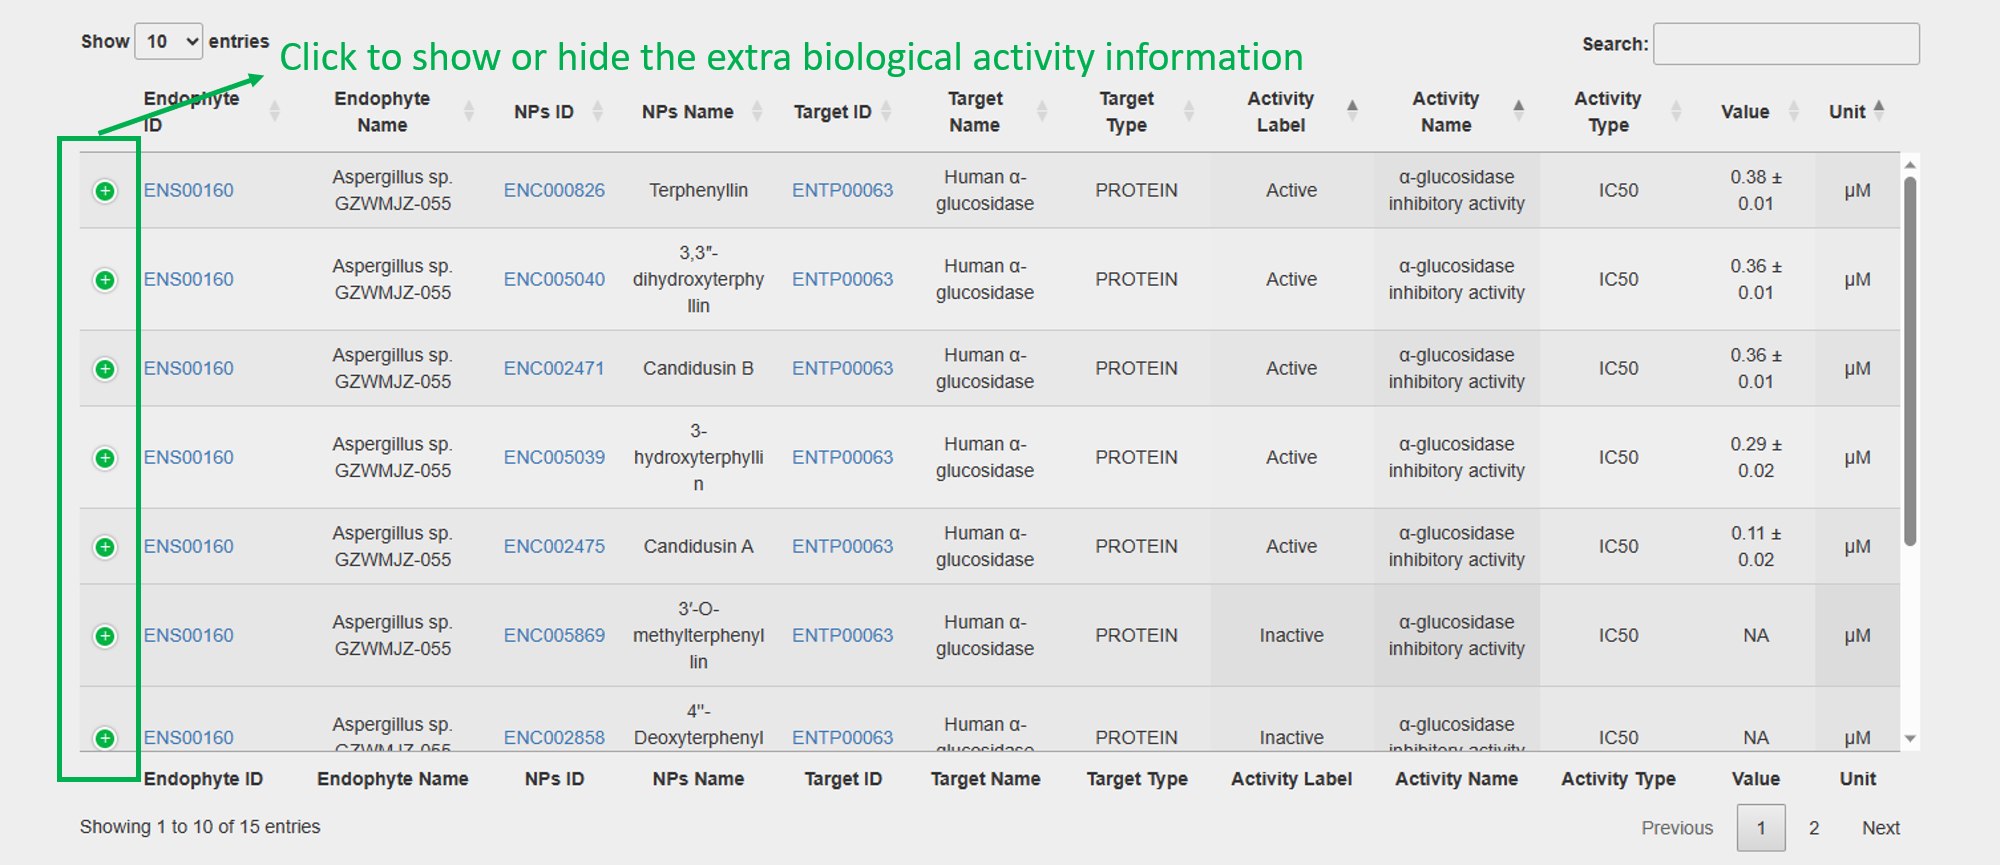 Show 10 entries
Search:
Click to show or hide the extra biological activity information
Endophyte ID Endophyte Name NPs ID NPs Name Target ID Target Name Target Type Activity Label Activity Name Activity Type Value Unit
ENS00160 Aspergillus sp. GZWMJZ-055 ENC000826 Terphenyllin ENTP00063 Human α-glucosidase PROTEIN Active α-glucosidase inhibitory activity IC50 0.38 ± 0.01 μM
ENS00160 Aspergillus sp. GZWMJZ-055 ENC005040 3,3″-dihydroxyterphyllin ENTP00063 Human α-glucosidase PROTEIN Active α-glucosidase inhibitory activity IC50 0.36 ± 0.01 μM
ENS00160 Aspergillus sp. GZWMJZ-055 ENC002471 Candidusin B ENTP00063 Human α-glucosidase PROTEIN Active α-glucosidase inhibitory activity IC50 0.36 ± 0.01 μM
ENS00160 Aspergillus sp. GZWMJZ-055 ENC005039 3-hydroxyterphyllin ENTP00063 Human α-glucosidase PROTEIN Active α-glucosidase inhibitory activity IC50 0.29 ± 0.02 μM
ENS00160 Aspergillus sp. GZWMJZ-055 ENC002475 Candidusin A ENTP00063 Human α-glucosidase PROTEIN Active α-glucosidase inhibitory activity IC50 0.11 ± 0.02 μM
ENS00160 Aspergillus sp. GZWMJZ-055 ENC005869 3′-O-methylterphenyllin ENTP00063 Human α-glucosidase PROTEIN Inactive α-glucosidase inhibitory activity IC50 NA μM
ENS00160 Aspergillus sp. GZWMJZ-055 ENC002858 4''-Deoxyterphenyl ENTP00063 Human α-glucosidase PROTEIN Inactive α-glucosidase inhibitory activity IC50 NA μM
Endophyte ID Endophyte Name NPs ID NPs Name Target ID Target Name Target Type Activity Label Activity Name Activity Type Value Unit
Showing 1 to 10 of 15 entries
Previous 1 2 Next